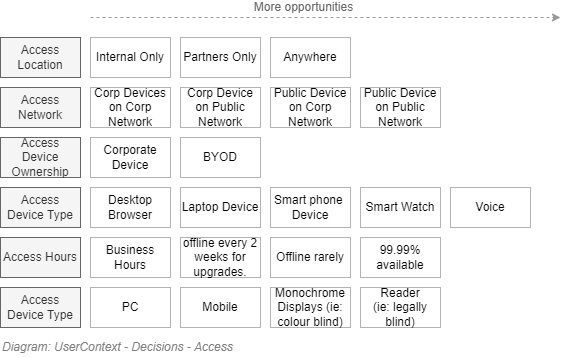 More opportunities
Access
Location
Internal Only
Partners Only
Anywhere
Access
Network
Corp Devices
on Corp
Network
Corp Device
on Public
Network
Public Device
on Corp
Network
Public Device
on Public
Network
Access
Device
Ownership
Corporate
Device
BYOD
Access
Device Type
Desktop
Browser
Laptop Device
Smart phone
Device
Smart Watch
Voice
Access Hours
Business
Hours
offline every 2
weeks for
upgrades.
Offline rarely
99.99%
available
Access
Device Type
PC
Mobile
Monochrome
Displays (ie:
colour blind)
Reader
(ie: legally
blind)
Diagram: UserContext - Decisions - Access